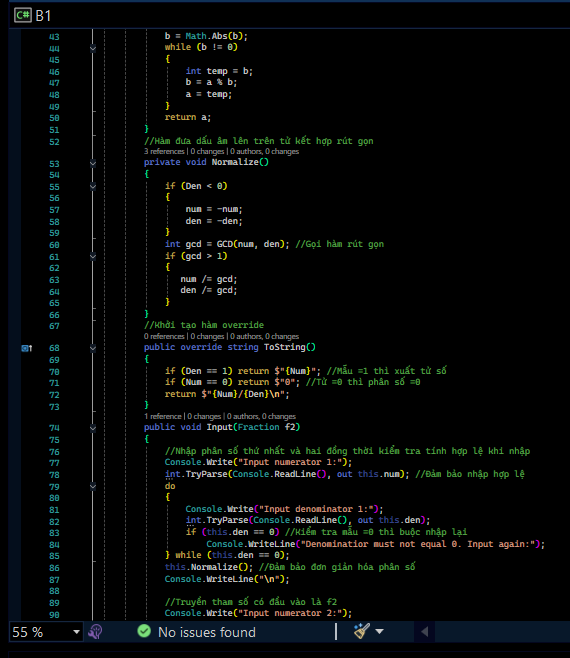 C# B1
43 b = Math.Abs(b);
44 while (b != 0)
45 {
46 int temp = b;
47 b = a % b;
48 a = temp;
49 }
50 return a;
51 }
52 //Hàm đưa dấu âm lên trên tử kết hợp rút gọn
3 references | 0 changes | 0 authors, 0 changes
53 private void Normalize()
54 {
55 if (Den < 0)
56 {
57 num = -num;
58 den = -den;
59 }
60 int gcd = GCD(num, den); //Gọi hàm rút gọn
61 if (gcd > 1)
62 {
63 num /= gcd;
64 den /= gcd;
65 }
66 }
67 //Khởi tạo hàm override
0 references | 0 changes | 0 authors, 0 changes
68 public override string ToString()
69 {
70 if (Den == 1) return $"{Num}"; //Mẫu =1 thì xuất tử số
71 if (Num == 0) return $"0"; //Tử =0 thì phân số =0
72 return $"{Num}/{Den}\n";
73 }
1 reference | 0 changes | 0 authors, 0 changes
74 public void Input(Fraction f2)
75 {
76 //Nhập phân số thứ nhất và hai đồng thời kiểm tra tính hợp lệ khi nhập
77 Console.Write("Input numerator 1:");
78 int.TryParse(Console.ReadLine(), out this.num); //Đảm bảo nhập hợp lệ
79 do
80 {
81 Console.Write("Input denominator 1:");
82 int.TryParse(Console.ReadLine(), out this.den);
83 if (this.den == 0) //Kiểm tra mẫu =0 thì buộc nhập lại
84 Console.WriteLine("Denominatior must not equal 0. Input again:");
85 } while (this.den == 0);
86 this.Normalize(); //Đảm bảo đơn giản hóa phân số
87 Console.WriteLine("\n");
88
89 //Truyền tham số có đầu vào là f2
90 Console.Write("Input numerator 2:");
55 % No issues found